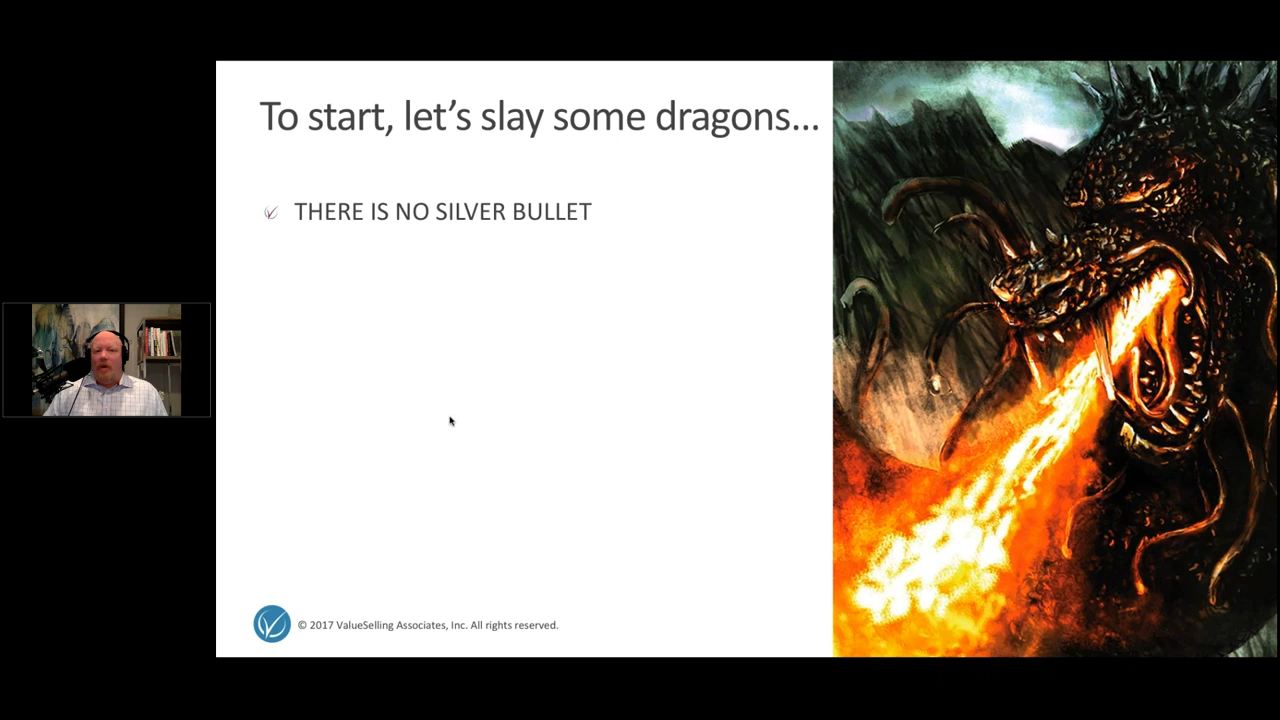 To start, let’s slay some dragons...
THERE IS NO SILVER BULLET
© 2017 ValueSelling Associates, Inc. All rights reserved.